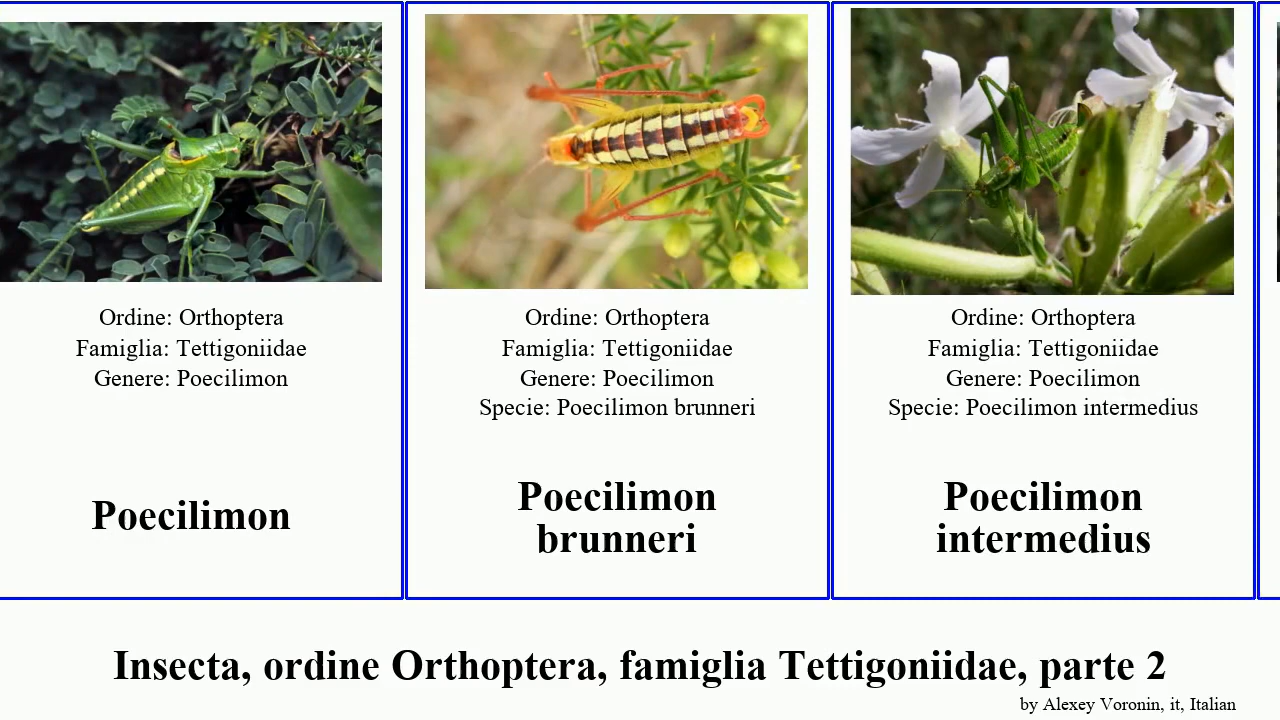 Ordine: Orthoptera
Famiglia: Tettigoniidae
Genere: Poecilimon
Poecilimon
Ordine: Orthoptera
Famiglia: Tettigoniidae
Genere: Poecilimon
Specie: Poecilimon brunneri
Poecilimon
brunneri
Ordine: Orthoptera
Famiglia: Tettigoniidae
Genere: Poecilimon
Specie: Poecilimon intermedius
Poecilimon
intermedius
Insecta, ordine Orthoptera, famiglia Tettigoniidae, parte 2
by Alexey Voronin, it, Italian